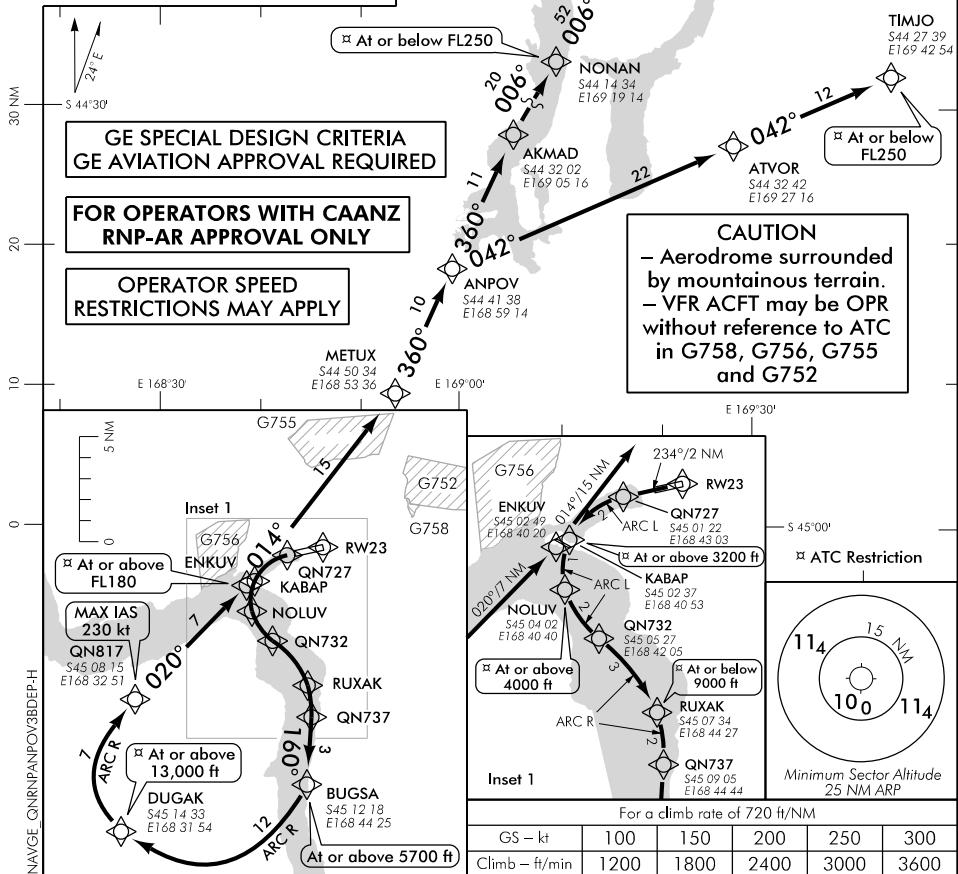 52
006°
TIMJO
S44 27 39
E169 42 54
¤ At or below FL250
24° E
NONAN
S44 14 34
E169 19 14
20
006°
12
042°
30 NM
S 44°30'
¤ At or below
FL250
GE SPECIAL DESIGN CRITERIA
GE AVIATION APPROVAL REQUIRED
AKMAD
S44 32 02
E169 05 16
ATVOR
S44 32 42
E169 27 16
22
11
360°
042°
FOR OPERATORS WITH CAANZ
RNP-AR APPROVAL ONLY
20
CAUTION
– Aerodrome surrounded
by mountainous terrain.
– VFR ACFT may be OPR
without reference to ATC
in G758, G756, G755
and G752
ANPOV
S44 41 38
E168 59 14
OPERATOR SPEED
RESTRICTIONS MAY APPLY
10
360°
METUX
S44 50 34
E168 53 36
10
E 168°30'
E 169°00'
E 169°30'
5 NM
G755
15
G752
G758
0
Inset 1
G756
ENKUV
014°
RW23
QN727
KABAP
¤ At or above
FL180
NOLUV
MAX IAS
230 kt
QN817
S45 08 15
E168 32 51
7
020°
QN732
RUXAK
QN737
160°
3
7
ARC R
¤ At or above
13,000 ft
DUGAK
S45 14 33
E168 31 54
BUGSA
S45 12 18
E168 44 25
12
ARC R
At or above 5700 ft
G756
014°/15 NM
234°/2 NM
RW23
ENKUV
S45 02 49
E168 40 20
2
ARC L
QN727
S45 01 22
E168 43 03
¤ At or above 3200 ft
020°/7 NM
1
ARC L
KABAP
S45 02 37
E168 40 53
NOLUV
S45 04 02
E168 40 40
2
QN732
S45 05 27
E168 42 05
¤ At or above
4000 ft
3
¤ At or below
9000 ft
ARC R
RUXAK
S45 07 34
E168 44 27
2
QN737
S45 09 05
E168 44 44
Inset 1
S 45°00'
¤ ATC Restriction
15 NM
114
100
114
Minimum Sector Altitude
25 NM ARP
For a climb rate of 720 ft/NM
GS – kt 100 150 200 250 300
Climb – ft/min 1200 1800 2400 3000 3600
NAVGE_QNRNPANPOV3BDEP-H